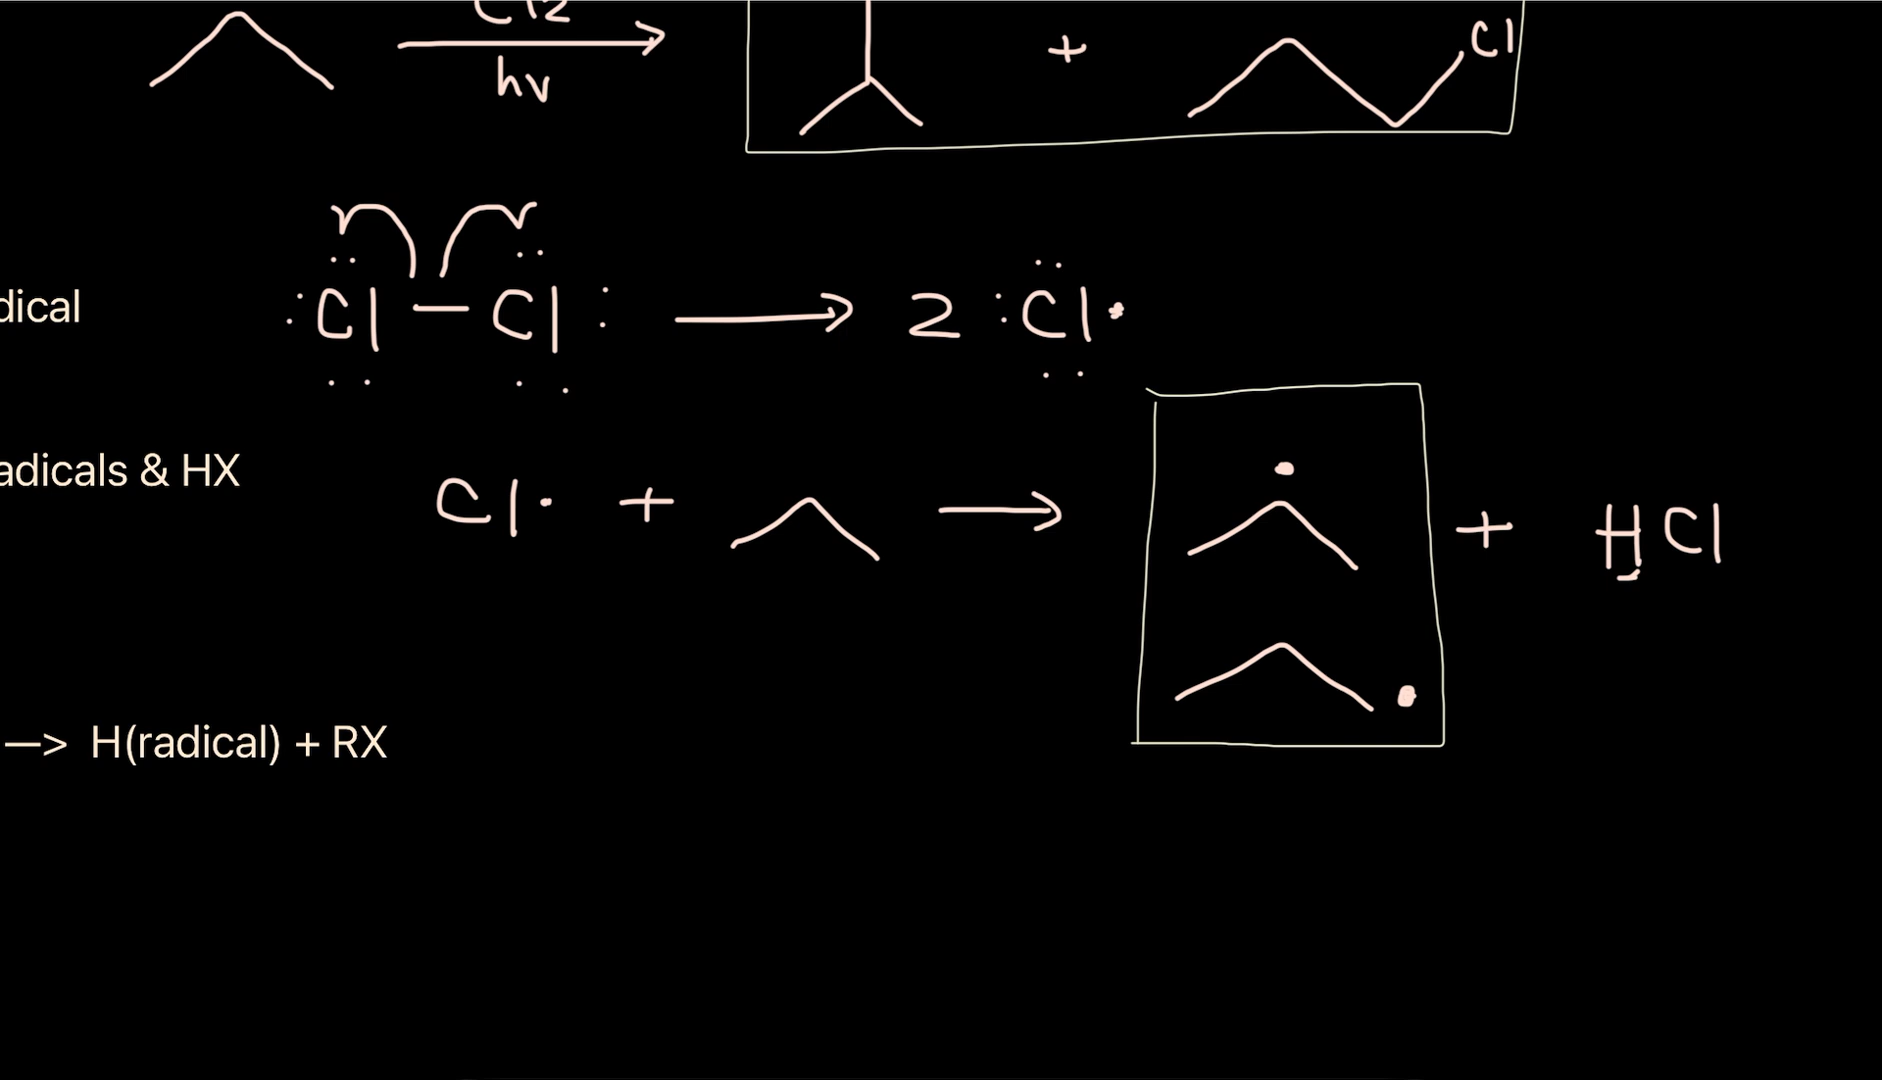 Cl2
hv
+ Cl
dical :Cl — Cl: → 2 :Cl·
adicals & HX Cl· + → + HCl
—> H(radical) + RX